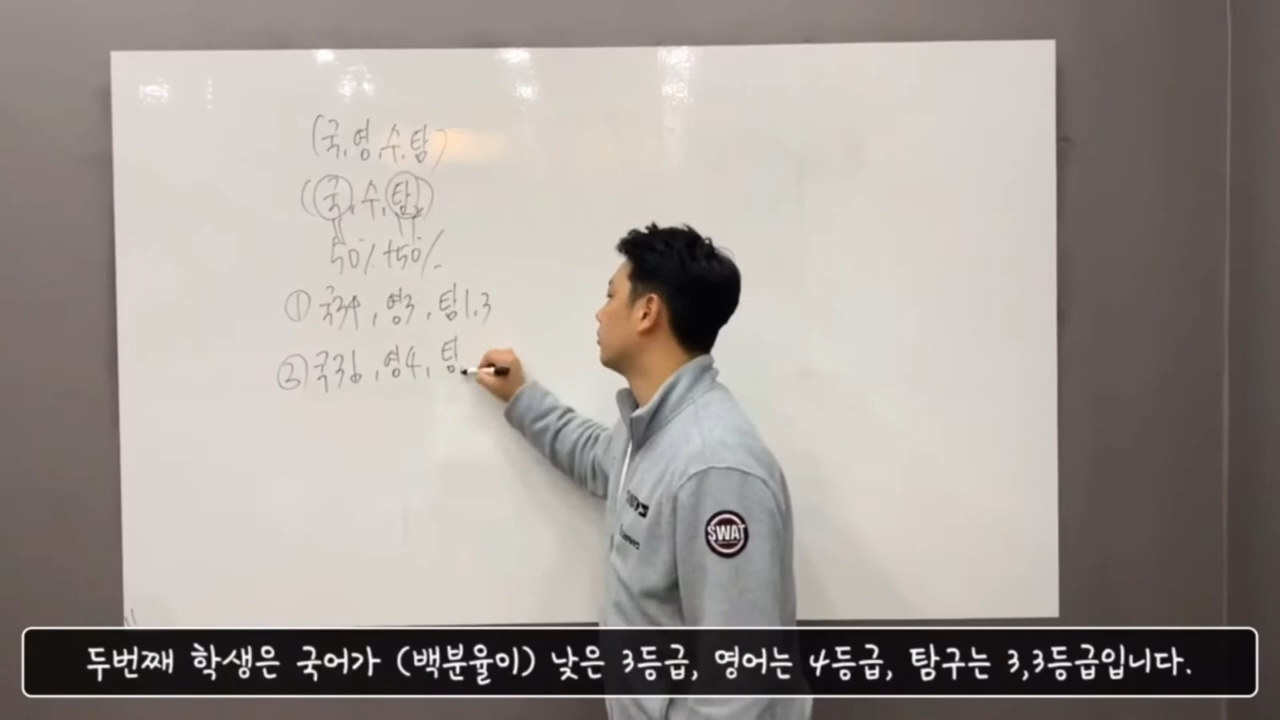 (국,영,수,탐)
(국,수,탐)
50% + 50%
① 국3中, 영3, 탐1.3
② 국3下, 영4, 탐
SWAT
두번째 학생은 국어가 (백분율이) 낮은 3등급, 영어는 4등급, 탐구는 3,3등급입니다.